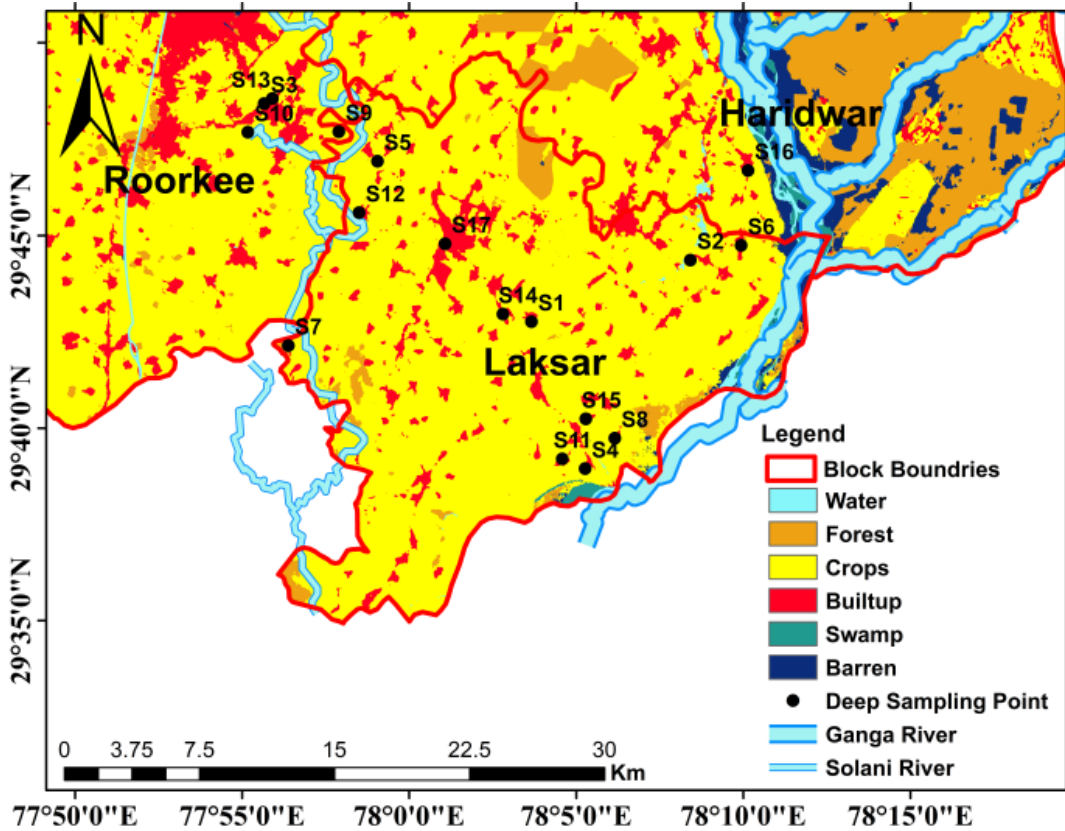 N
S13
S3
S10
S9
S5
Haridwar
S16
Roorkee
S12
S17
S6
S2
S14
S1
S7
Laksar
S15
S8
S11
S4
29°45'0"N
29°40'0"N
29°35'0"N
Legend
Block Boundries
Water
Forest
Crops
Builtup
Swamp
Barren
Deep Sampling Point
Ganga River
Solani River
0 3.75 7.5 15 22.5 30
Km
77°50'0"E 77°55'0"E 78°0'0"E 78°5'0"E 78°10'0"E 78°15'0"E